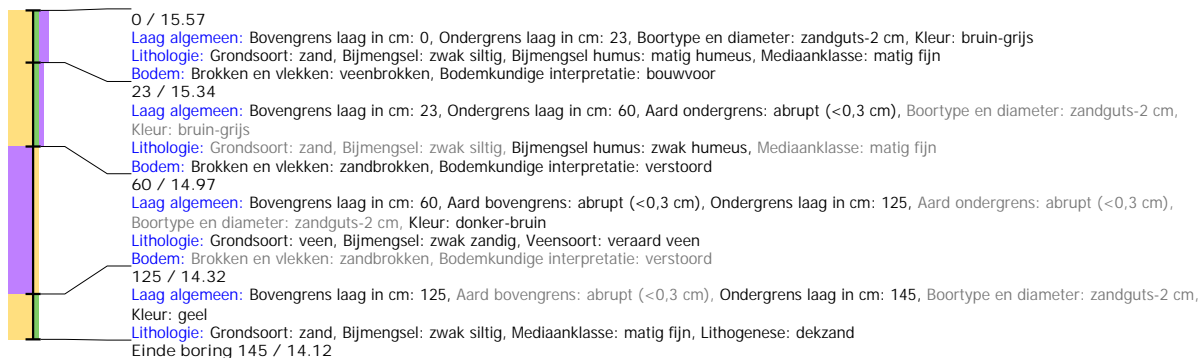 0 / 15.57
Laag algemeen: Bovengrens laag in cm: 0, Ondergrens laag in cm: 23, Boortype en diameter: zandguts-2 cm, Kleur: bruin-grijs
Lithologie: Grondsoort: zand, Bijmengsel: zwak siltig, Bijmengsel humus: matig humeus, Mediaanklasse: matig fijn
Bodem: Brokken en vlekken: veenbrokken, Bodemkundige interpretatie: bouwvoor
23 / 15.34
Laag algemeen: Bovengrens laag in cm: 23, Ondergrens laag in cm: 60, Aard ondergrens: abrupt (<0,3 cm), Boortype en diameter: zandguts-2 cm,
Kleur: bruin-grijs
Lithologie: Grondsoort: zand, Bijmengsel: zwak siltig, Bijmengsel humus: zwak humeus, Mediaanklasse: matig fijn
Bodem: Brokken en vlekken: zandbrokken, Bodemkundige interpretatie: verstoord
60 / 14.97
Laag algemeen: Bovengrens laag in cm: 60, Aard bovengrens: abrupt (<0,3 cm), Ondergrens laag in cm: 125, Aard ondergrens: abrupt (<0,3 cm),
Boortype en diameter: zandguts-2 cm, Kleur: donker-bruin
Lithologie: Grondsoort: veen, Bijmengsel: zwak zandig, Veensoort: veraard veen
Bodem: Brokken en vlekken: zandbrokken, Bodemkundige interpretatie: verstoord
125 / 14.32
Laag algemeen: Bovengrens laag in cm: 125, Aard bovengrens: abrupt (<0,3 cm), Ondergrens laag in cm: 145, Boortype en diameter: zandguts-2 cm,
Kleur: geel
Lithologie: Grondsoort: zand, Bijmengsel: zwak siltig, Mediaanklasse: matig fijn, Lithogenese: dekzand
Einde boring 145 / 14.12